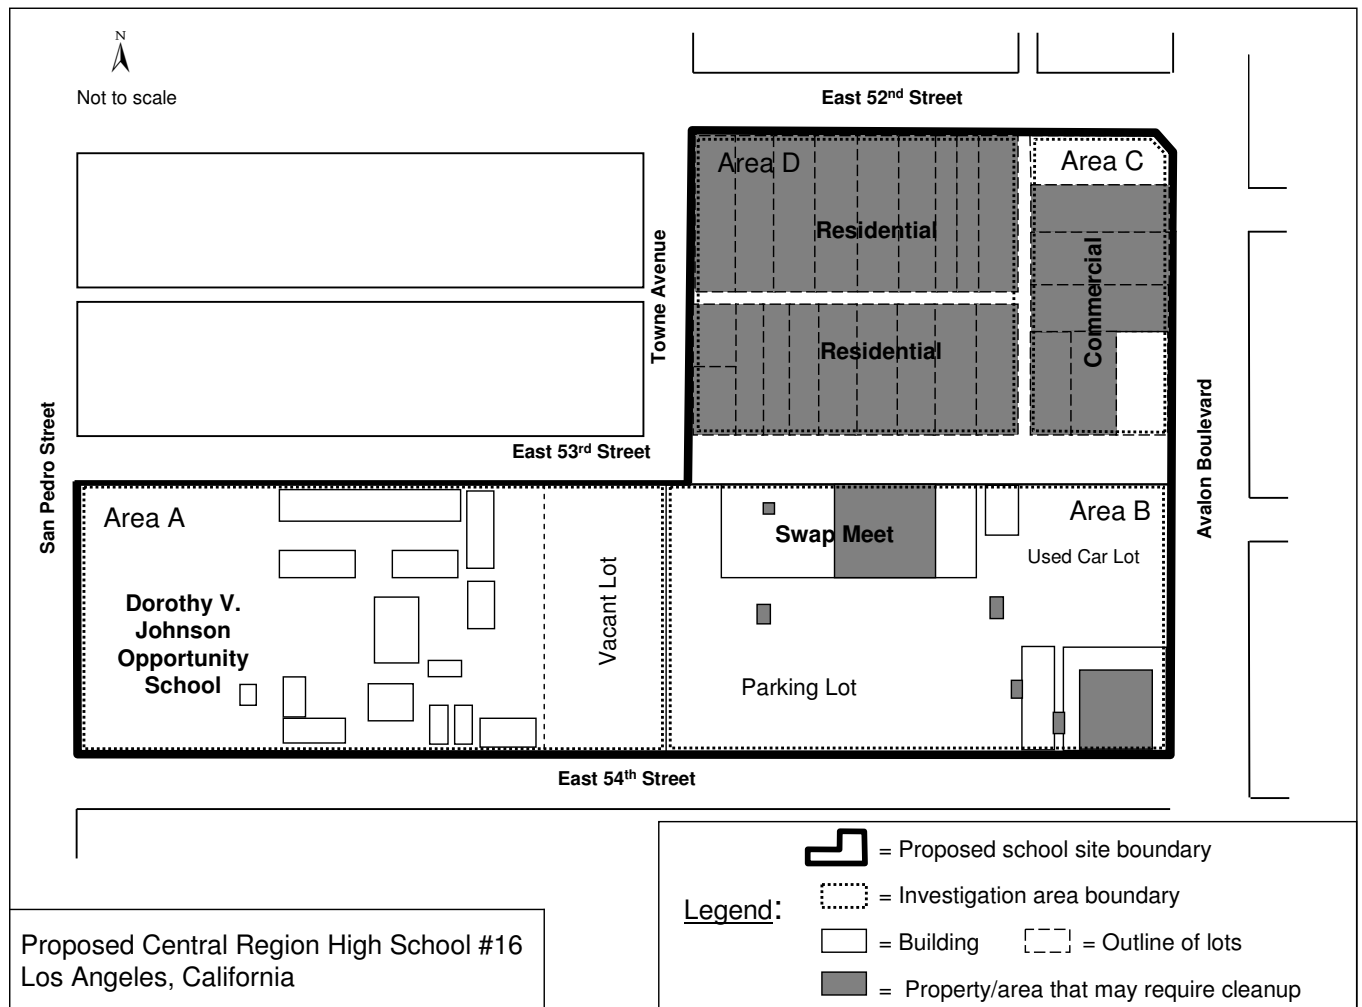 N
Not to scale
East 52nd Street
Area D
Area C
Residential
Towne Avenue
Commercial
Residential
San Pedro Street
Avalon Boulevard
East 53rd Street
Area A
Area B
Swap Meet
Used Car Lot
Vacant Lot
Dorothy V.
Johnson
Opportunity
School
Parking Lot
East 54th Street
Legend:
= Proposed school site boundary
= Investigation area boundary
= Building
= Outline of lots
= Property/area that may require cleanup
Proposed Central Region High School #16
Los Angeles, California